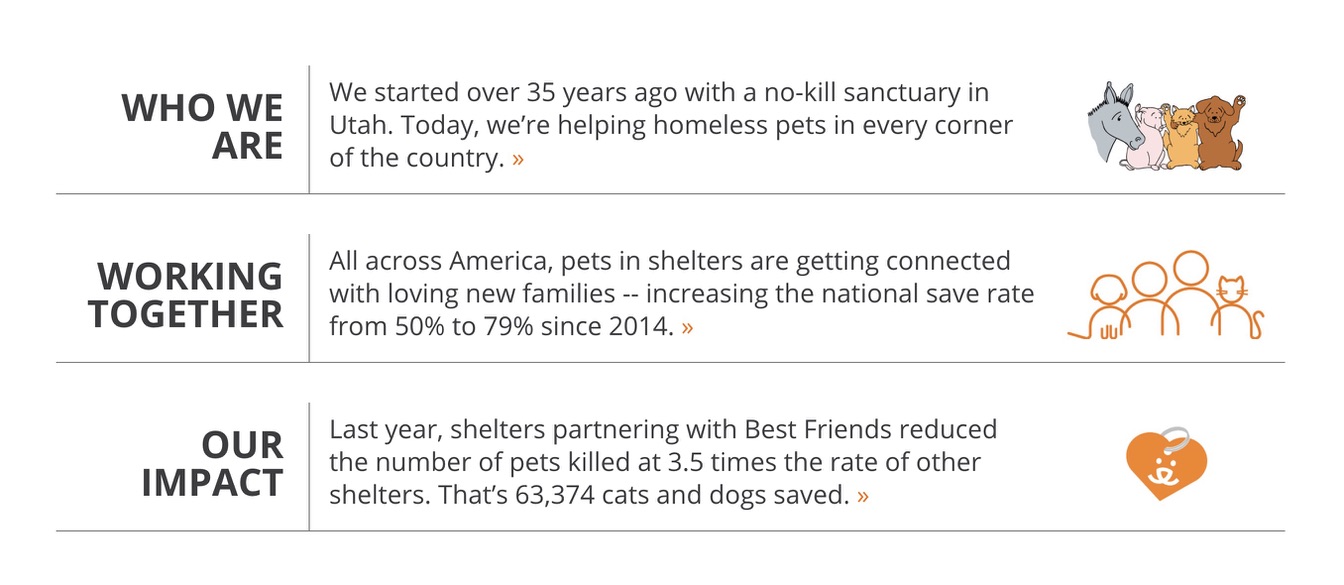 WHO WE
ARE
We started over 35 years ago with a no-kill sanctuary in
Utah. Today, we’re helping homeless pets in every corner
of the country. »
WORKING
TOGETHER
All across America, pets in shelters are getting connected
with loving new families -- increasing the national save rate
from 50% to 79% since 2014. »
OUR
IMPACT
Last year, shelters partnering with Best Friends reduced
the number of pets killed at 3.5 times the rate of other
shelters. That’s 63,374 cats and dogs saved. »